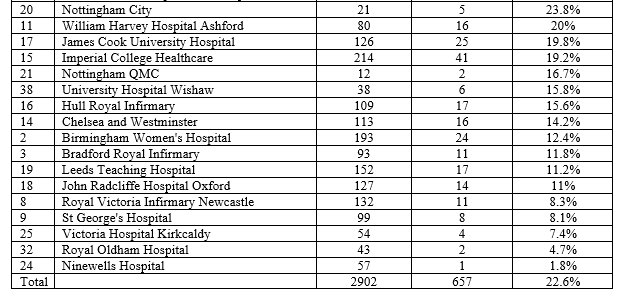 20 Nottingham City 21 5 23.8%
11 William Harvey Hospital Ashford 80 16 20%
17 James Cook University Hospital 126 25 19.8%
15 Imperial College Healthcare 214 41 19.2%
21 Nottingham QMC 12 2 16.7%
38 University Hospital Wishaw 38 6 15.8%
16 Hull Royal Infirmary 109 17 15.6%
14 Chelsea and Westminster 113 16 14.2%
2 Birmingham Women's Hospital 193 24 12.4%
3 Bradford Royal Infirmary 93 11 11.8%
19 Leeds Teaching Hospital 152 17 11.2%
18 John Radcliffe Hospital Oxford 127 14 11%
8 Royal Victoria Infirmary Newcastle 132 11 8.3%
9 St George's Hospital 99 8 8.1%
25 Victoria Hospital Kirkcaldy 54 4 7.4%
32 Royal Oldham Hospital 43 2 4.7%
24 Ninewells Hospital 57 1 1.8%
Total 2902 657 22.6%